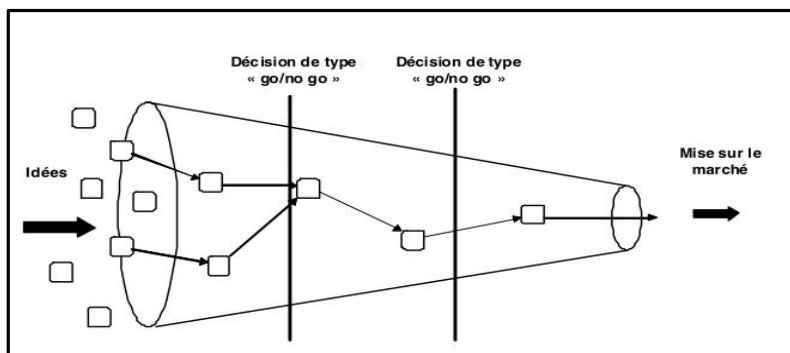 Décision de type
« go/no go »
Décision de type
« go/no go »
Idées
Mise sur le
marché